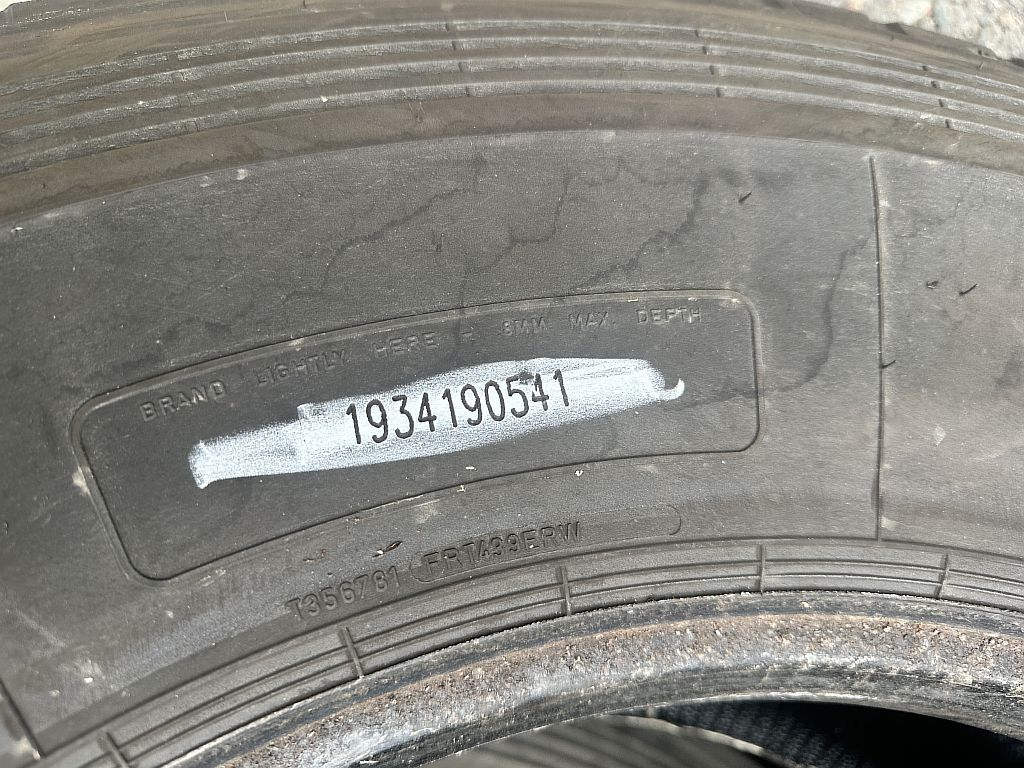 BRAND LIGHTLY HERE - .8MM. MAX. DEPTH
1934190541
T356781 FRT439ERW